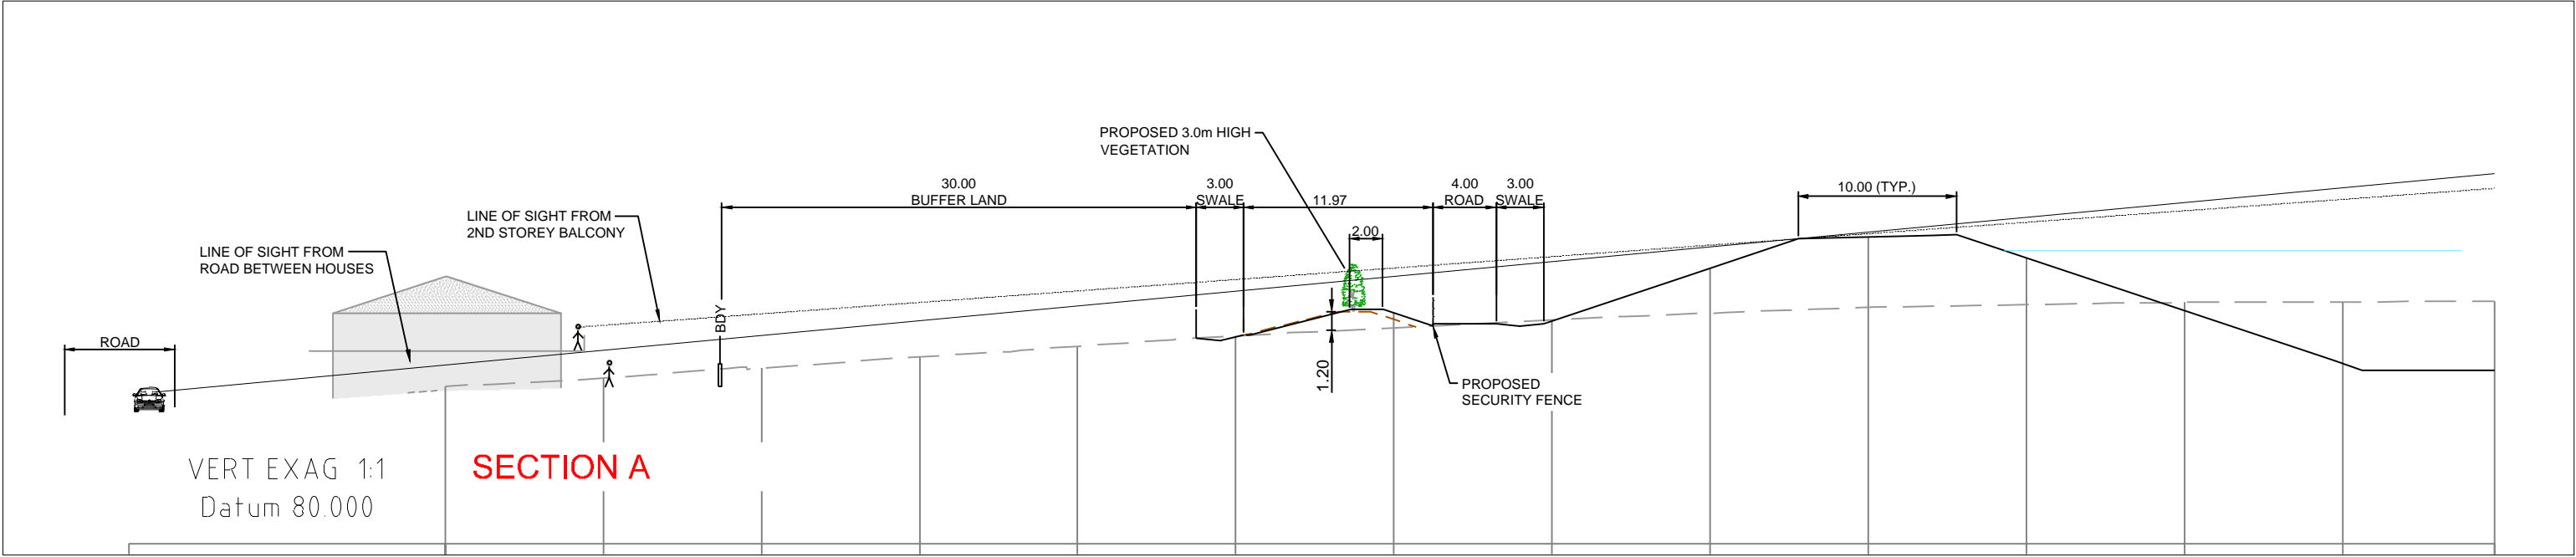 PROPOSED 3.0m HIGH
VEGETATION
30.00
BUFFER LAND
3.00
SWALE
11.97
4.00
ROAD
3.00
SWALE
10.00 (TYP.)
2.00
LINE OF SIGHT FROM
2ND STOREY BALCONY
LINE OF SIGHT FROM
ROAD BETWEEN HOUSES
BDY
ROAD
1.20
PROPOSED
SECURITY FENCE
VERT EXAG 1:1
Datum 80.000
SECTION A